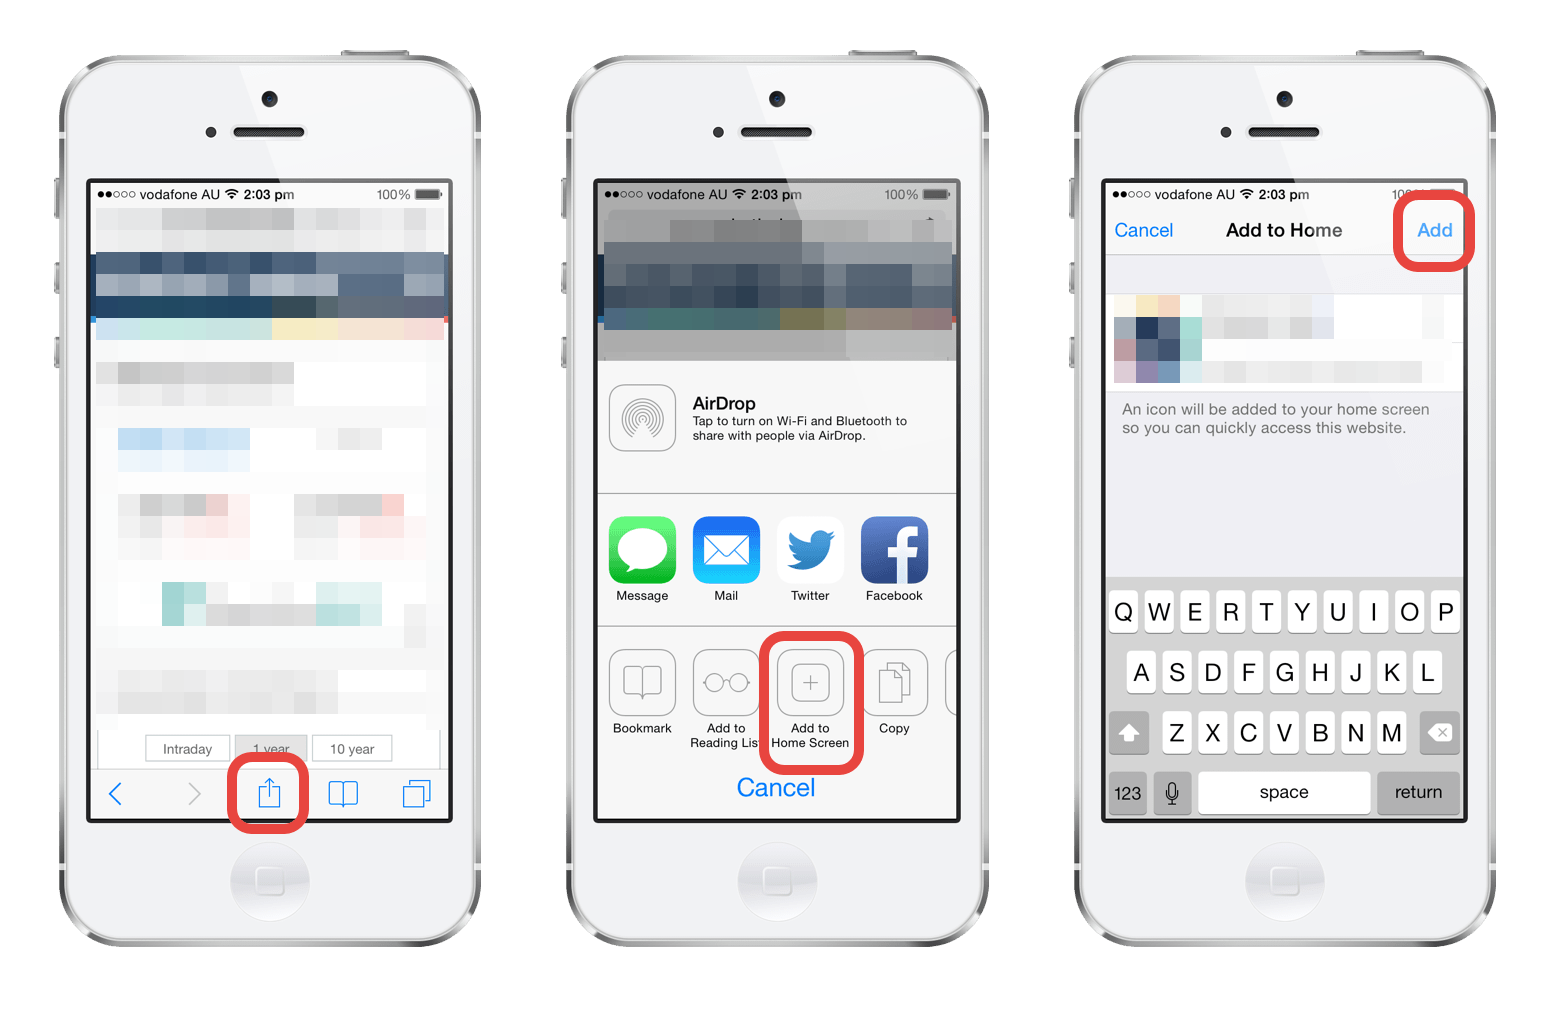 vodafone AU 2:03 pm 100%
Intraday 1 year 10 year
vodafone AU 2:03 pm 100%
AirDrop
Tap to turn on Wi-Fi and Bluetooth to
share with people via AirDrop.
Message Mail Twitter Facebook
Bookmark Add to Add to Copy
Reading List Home Screen
Cancel
vodafone AU 2:03 pm
Cancel Add to Home Add
An icon will be added to your home screen
so you can quickly access this website.
Q W E R T Y U I O P
A S D F G H J K L
Z X C V B N M
123 space return